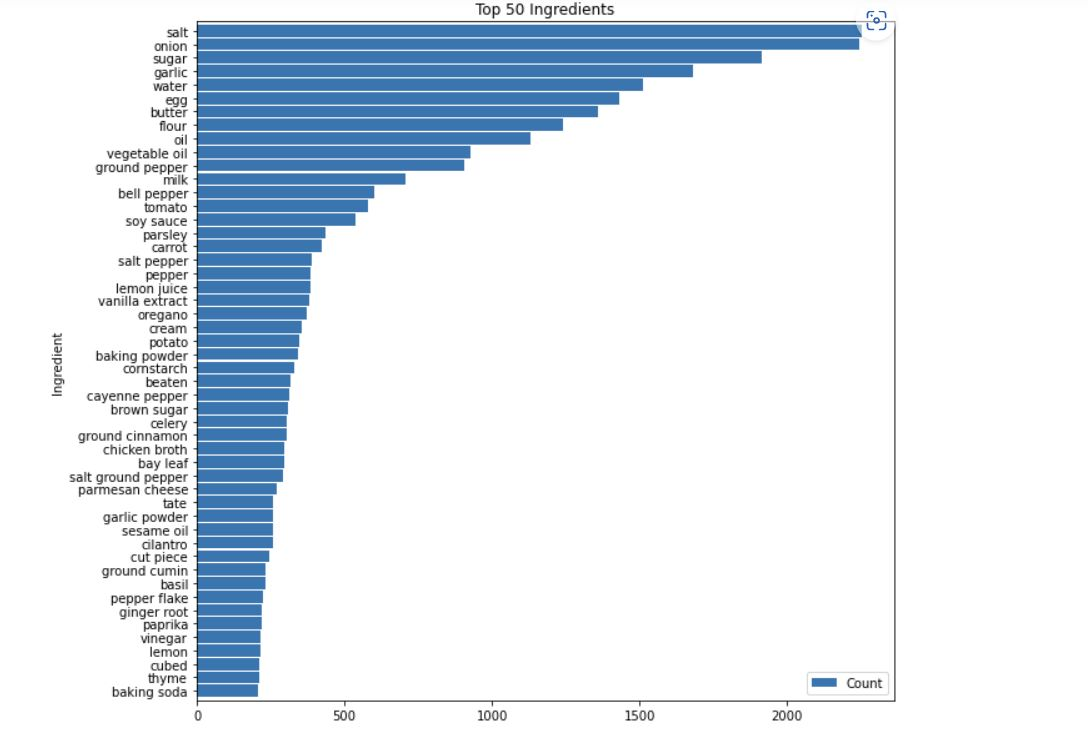 Top 50 Ingredients
salt
onion
sugar
garlic
water
egg
butter
flour
oil
vegetable oil
ground pepper
milk
bell pepper
tomato
soy sauce
parsley
carrot
salt pepper
pepper
lemon juice
vanilla extract
oregano
cream
potato
baking powder
cornstarch
beaten
cayenne pepper
brown sugar
celery
ground cinnamon
chicken broth
bay leaf
salt ground pepper
parmesan cheese
tate
garlic powder
sesame oil
cilantro
cut piece
ground cumin
basil
pepper flake
ginger root
paprika
vinegar
lemon
cubed
thyme
baking soda
Ingredient
Count
0 500 1000 1500 2000